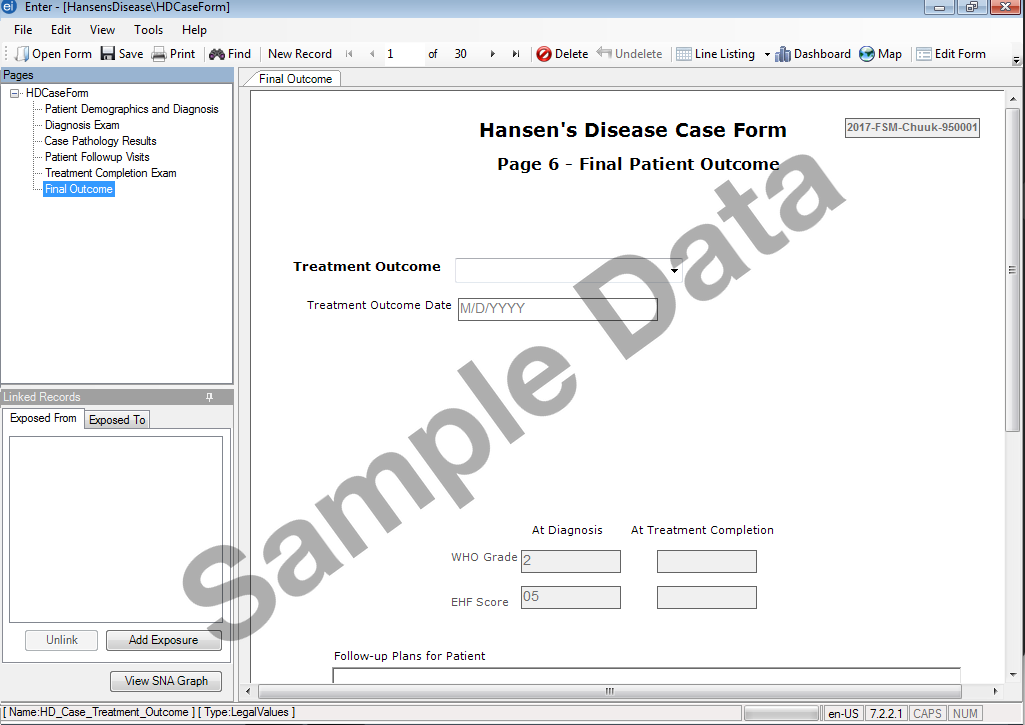 ei Enter - [HansensDisease\HDCaseForm]
File Edit View Tools Help
Open Form Save Print Find New Record 1 of 30 Delete Undelete Line Listing Dashboard Map Edit Form
Pages
HDCaseForm
Patient Demographics and Diagnosis
Diagnosis Exam
Case Pathology Results
Patient Followup Visits
Treatment Completion Exam
Final Outcome
Linked Records
Exposed From Exposed To
Unlink Add Exposure
View SNA Graph
Final Outcome
Hansen's Disease Case Form
2017-FSM-Chuuk-950001
Page 6 - Final Patient Outcome
Treatment Outcome
Treatment Outcome Date M/D/YYYY
Sample Data
At Diagnosis At Treatment Completion
WHO Grade 2
EHF Score 05
Follow-up Plans for Patient
[ Name:HD_Case_Treatment_Outcome ] [ Type:LegalValues ] en-US 7.2.2.1 CAPS NUM